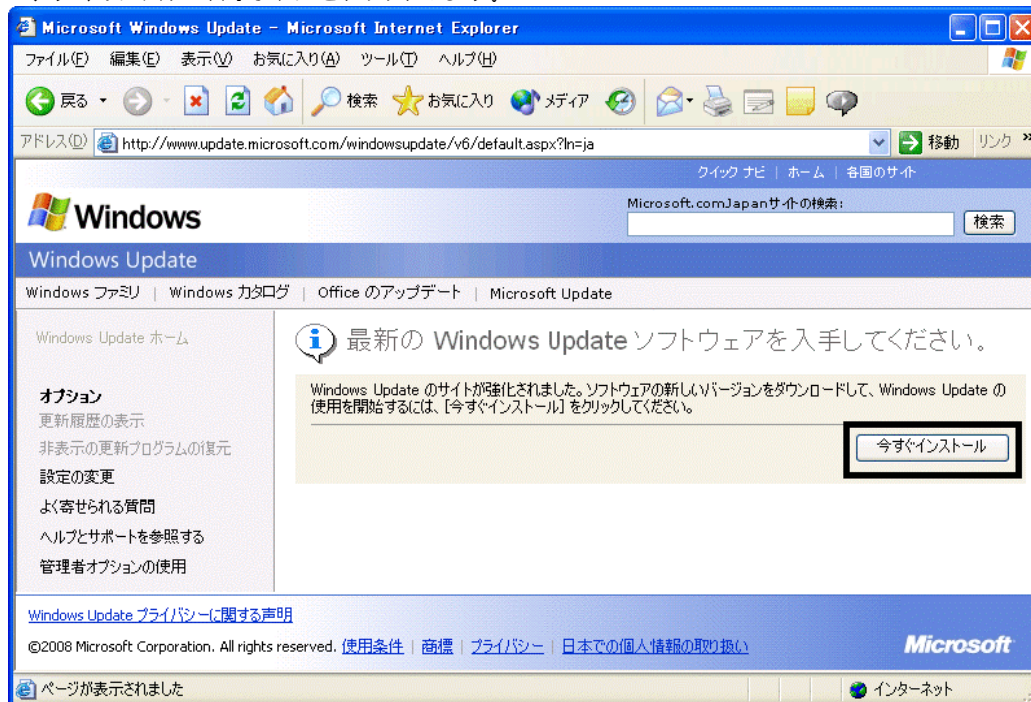 Microsoft Windows Update - Microsoft Internet Explorer
ファイル(F) 編集(E) 表示(V) お気に入り(A) ツール(T) ヘルプ(H)
戻る 検索 お気に入り メディア
アドレス(D) http://www.update.microsoft.com/windowsupdate/v6/default.aspx?ln=ja 移動 リンク »
クイック ナビ | ホーム | 各国のサイト
Windows
Microsoft.comJapanサイトの検索:
検索
Windows Update
Windows ファミリ | Windows カタログ | Office のアップデート | Microsoft Update
Windows Update ホーム
最新の Windows Update ソフトウェアを入手してください。
Windows Update のサイトが強化されました。ソフトウェアの新しいバージョンをダウンロードして、Windows Update の
使用を開始するには、[今すぐインストール] をクリックしてください。
今すぐインストール
オプション
更新履歴の表示
非表示の更新プログラムの復元
設定の変更
よく寄せられる質問
ヘルプとサポートを参照する
管理者オプションの使用
Windows Update プライバシーに関する声明
©2008 Microsoft Corporation. All rights reserved. 使用条件 | 商標 | プライバシー | 日本での個人情報の取り扱い
Microsoft
ページが表示されました
インターネット